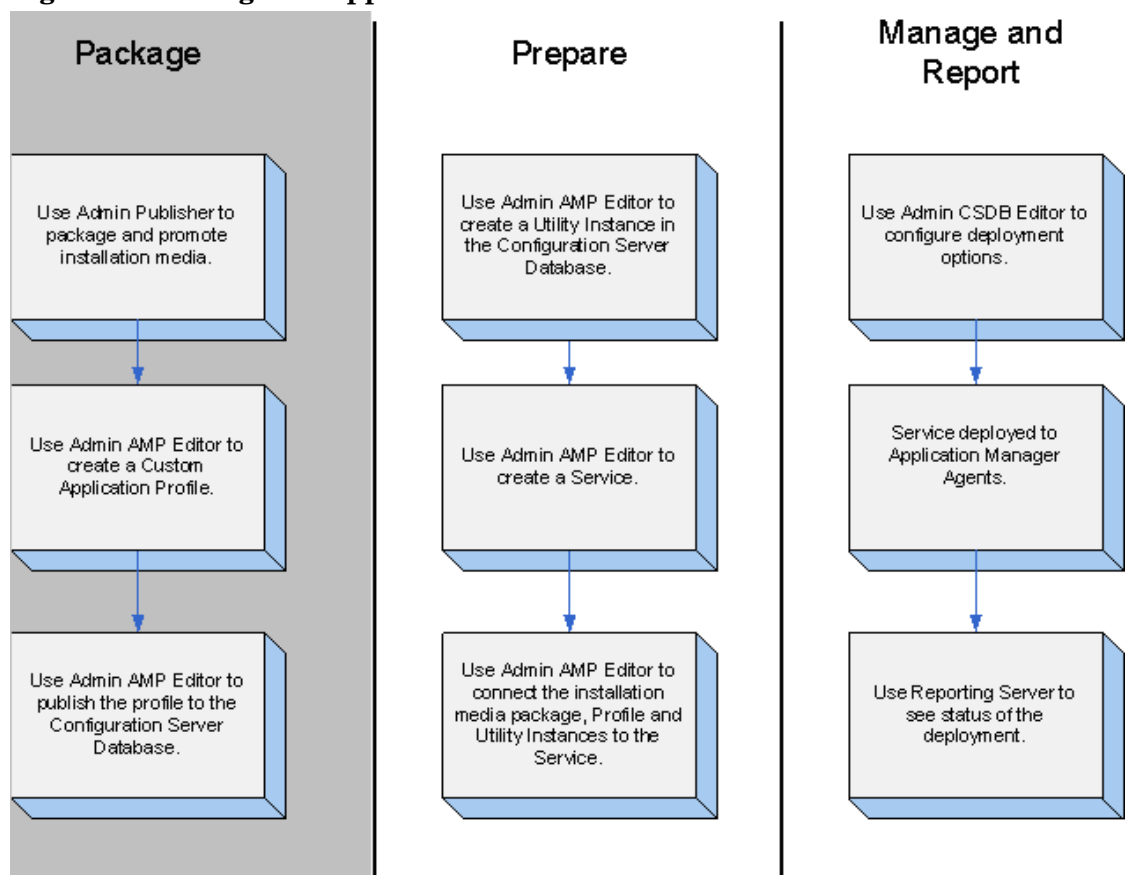 Package
Use Admin Publisher to
package and promote
installation media.
Use Admin AMP Editor to
create a Custom
Application Profile.
Use Admin AMP Editor to
publish the profile to the
Configuration Server
Database.
Prepare
Use Admin AMP Editor to
create a Utility Instance in
the Configuration Server
Database.
Use Admin AMP Editor to
create a Service.
Use Admin AMP Editor to
connect the installation
media package, Profile and
Utility Instances to the
Service.
Manage and
Report
Use Admin CSDB Editor to
configure deployment
options.
Service deployed to
Application Manager
Agents.
Use Reporting Server to
see status of the
deployment.